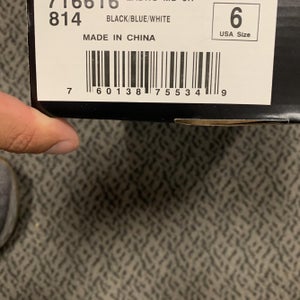 716616
814 BLACK/BLUE/WHITE
MADE IN CHINA
6
USA Size
7 60138 75534 9